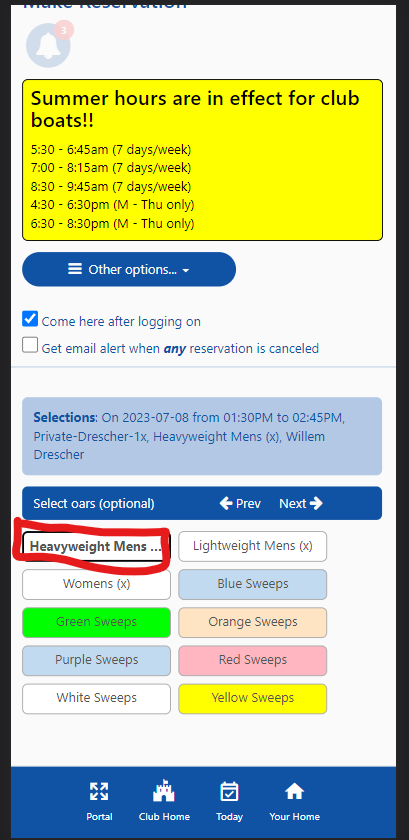 Make Reservation
3
Summer hours are in effect for club
boats!!
5:30 - 6:45am (7 days/week)
7:00 - 8:15am (7 days/week)
8:30 - 9:45am (7 days/week)
4:30 - 6:30pm (M - Thu only)
6:30 - 8:30pm (M - Thu only)
Other options...
Come here after logging on
Get email alert when any reservation is canceled
Selections: On 2023-07-08 from 01:30PM to 02:45PM,
Private-Drescher-1x, Heavyweight Mens (x), Willem
Drescher
Select oars (optional) Prev Next
Heavyweight Mens ... Lightweight Mens (x)
Womens (x) Blue Sweeps
Green Sweeps Orange Sweeps
Purple Sweeps Red Sweeps
White Sweeps Yellow Sweeps
Portal Club Home Today Your Home